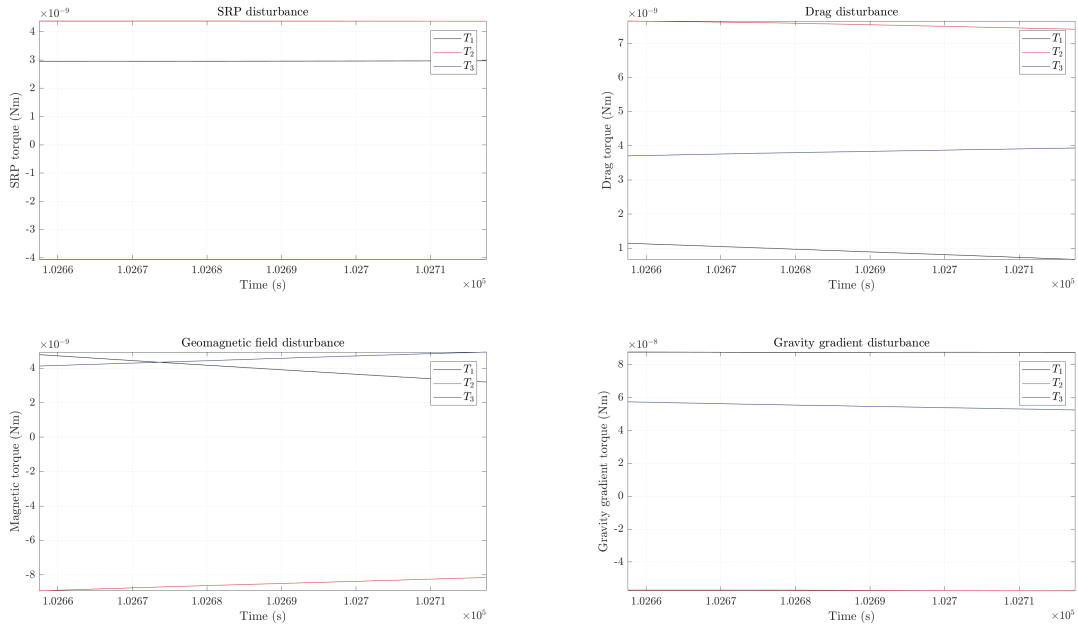 SRP disturbance
×10⁻⁹
4
3
2
1
0
-1
-2
-3
-4
SRP torque (Nm)
T₁
T₂
T₃
1.0266 1.0267 1.0268 1.0269 1.027 1.0271
Time (s)
×10⁵
Drag disturbance
×10⁻⁹
7
6
5
4
3
2
1
Drag torque (Nm)
T₁
T₂
T₃
1.0266 1.0267 1.0268 1.0269 1.027 1.0271
Time (s)
×10⁵
Geomagnetic field disturbance
×10⁻⁹
4
2
0
-2
-4
-6
-8
Magnetic torque (Nm)
T₁
T₂
T₃
1.0266 1.0267 1.0268 1.0269 1.027 1.0271
Time (s)
×10⁵
Gravity gradient disturbance
×10⁻⁸
8
6
4
2
0
-2
-4
Gravity gradient torque (Nm)
T₁
T₂
T₃
1.0266 1.0267 1.0268 1.0269 1.027 1.0271
Time (s)
×10⁵